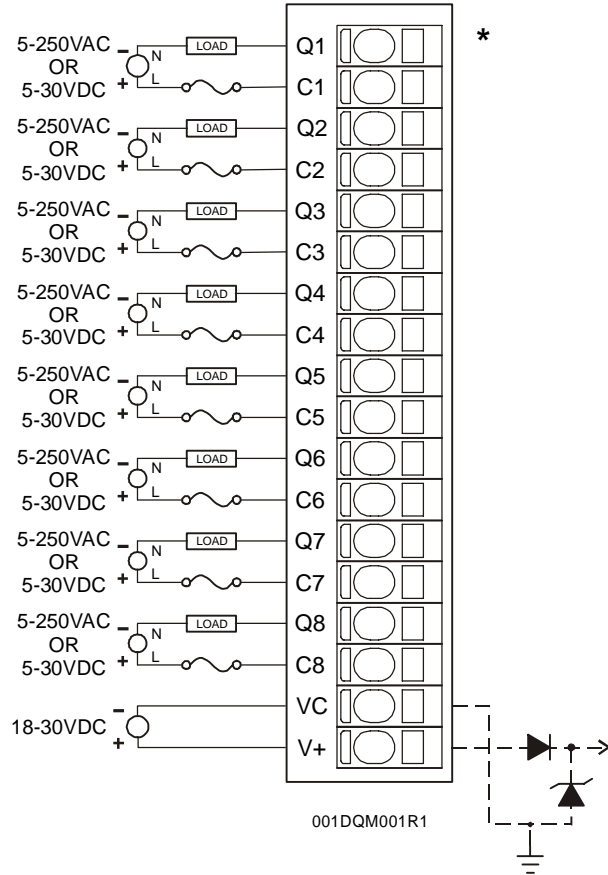 5-250VAC - N LOAD Q1 *
OR
5-30VDC + L C1
5-250VAC - N LOAD Q2
OR
5-30VDC + L C2
5-250VAC - N LOAD Q3
OR
5-30VDC + L C3
5-250VAC - N LOAD Q4
OR
5-30VDC + L C4
5-250VAC - N LOAD Q5
OR
5-30VDC + L C5
5-250VAC - N LOAD Q6
OR
5-30VDC + L C6
5-250VAC - N LOAD Q7
OR
5-30VDC + L C7
5-250VAC - N LOAD Q8
OR
5-30VDC + L C8
- VC
18-30VDC
+ V+
001DQM001R1